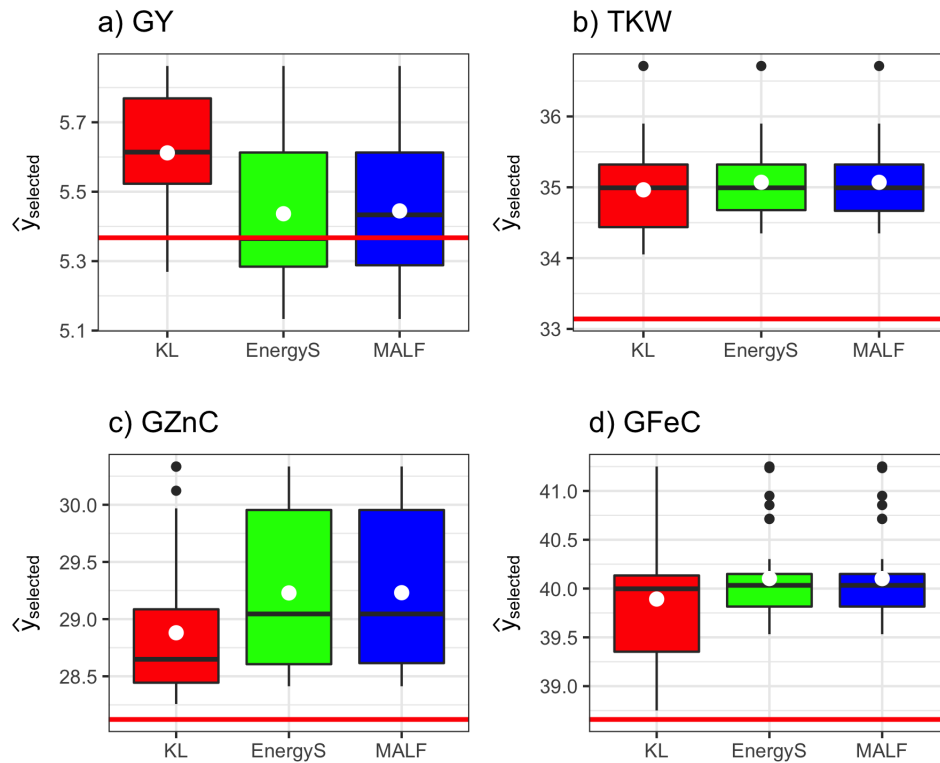 a) GY
5.7
5.5
5.3
5.1
ŷselected
KL EnergyS MALF
b) TKW
36
35
34
33
ŷselected
KL EnergyS MALF
c) GZnC
30.0
29.5
29.0
28.5
ŷselected
KL EnergyS MALF
d) GFeC
41.0
40.5
40.0
39.5
39.0
ŷselected
KL EnergyS MALF